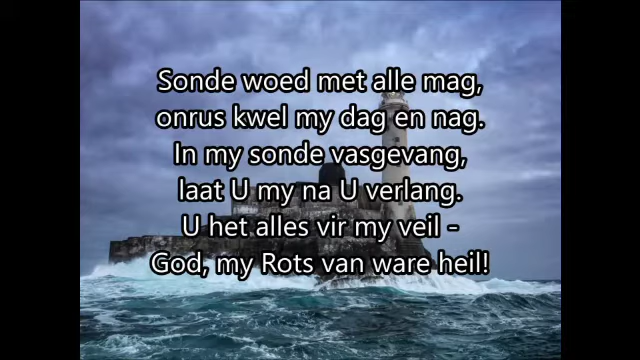 Sonde woed met alle mag,
onrus kwel my dag en nag.
In my sonde vasgevang,
laat U my na U verlang.
U het alles vir my veil -
God, my Rots van ware heil!